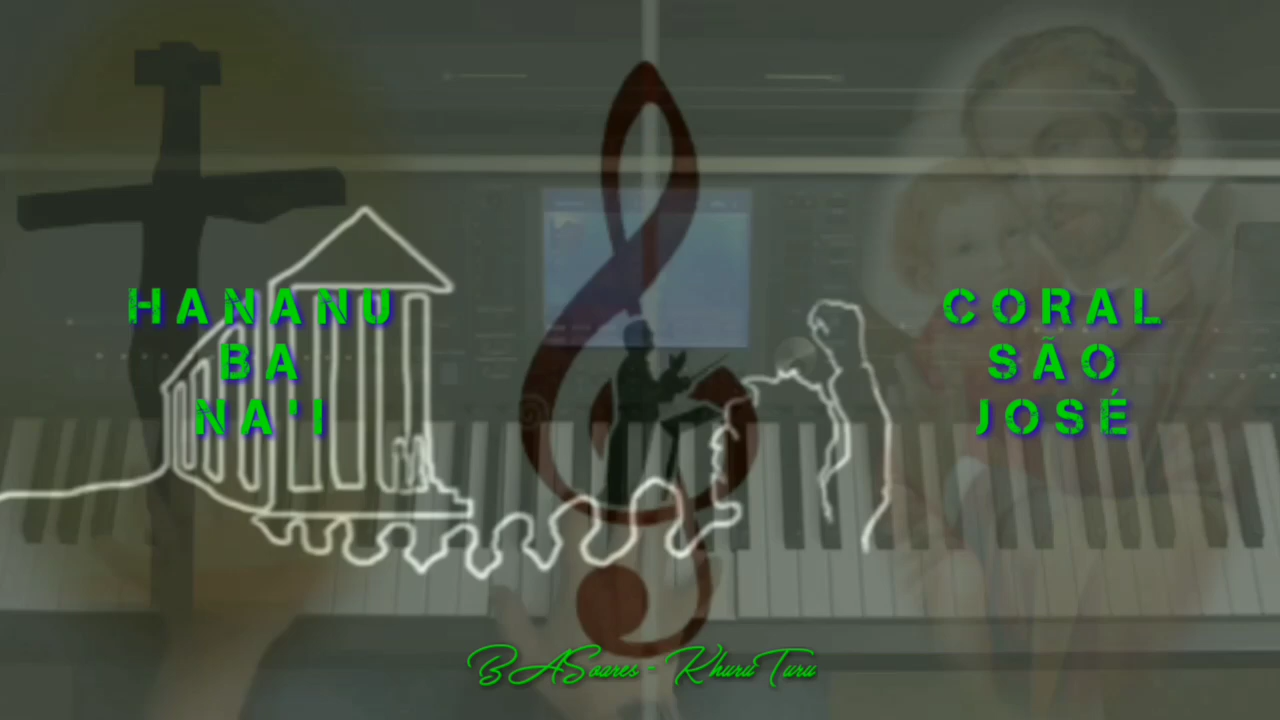 HANANU
BA
NA'I
CORAL
SÃO
JOSÉ
BASoares - KhuruTuru